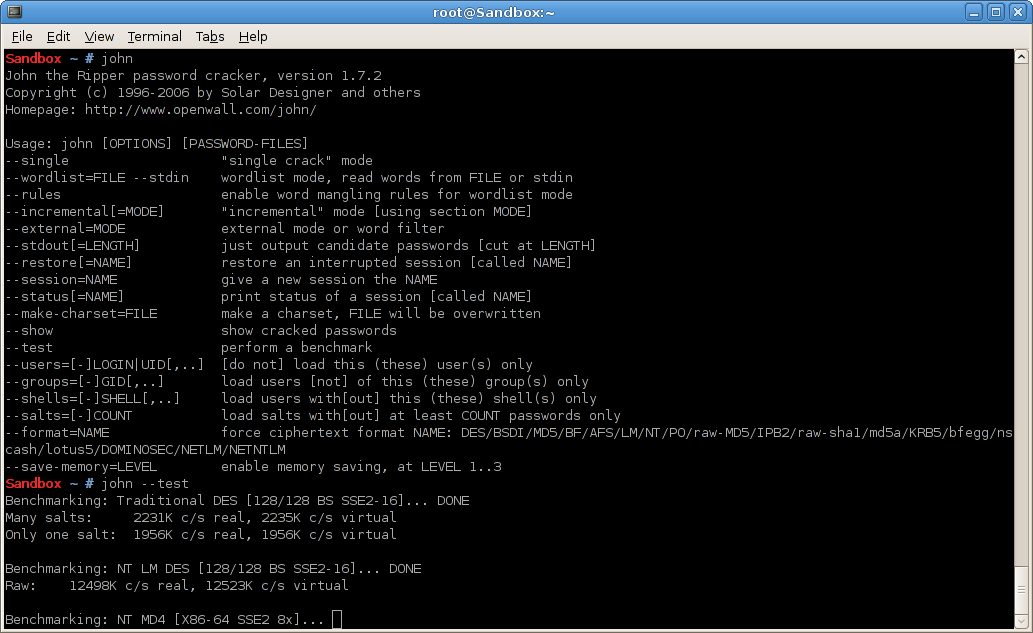 root@Sandbox:~
File Edit View Terminal Tabs Help
Sandbox ~ # john
John the Ripper password cracker, version 1.7.2
Copyright (c) 1996-2006 by Solar Designer and others
Homepage: http://www.openwall.com/john/
Usage: john [OPTIONS] [PASSWORD-FILES]
--single                   "single crack" mode
--wordlist=FILE --stdin    wordlist mode, read words from FILE or stdin
--rules                    enable word mangling rules for wordlist mode
--incremental[=MODE]       "incremental" mode [using section MODE]
--external=MODE            external mode or word filter
--stdout[=LENGTH]          just output candidate passwords [cut at LENGTH]
--restore[=NAME]           restore an interrupted session [called NAME]
--session=NAME             give a new session the NAME
--status[=NAME]            print status of a session [called NAME]
--make-charset=FILE        make a charset, FILE will be overwritten
--show                     show cracked passwords
--test                     perform a benchmark
--users=[-]LOGIN|UID[,..]  [do not] load this (these) user(s) only
--groups=[-]GID[,..]       load users [not] of this (these) group(s) only
--shells=[-]SHELL[,..]     load users with[out] this (these) shell(s) only
--salts=[-]COUNT           load salts with[out] at least COUNT passwords only
--format=NAME              force ciphertext format NAME: DES/BSDI/MD5/BF/AFS/LM/NT/PO/raw-MD5/IPB2/raw-sha1/md5a/KRB5/bfegg/ns
cash/lotus5/DOMINOSEC/NETLM/NETNTLM
--save-memory=LEVEL        enable memory saving, at LEVEL 1..3
Sandbox ~ # john --test
Benchmarking: Traditional DES [128/128 BS SSE2-16]... DONE
Many salts:     2231K c/s real, 2235K c/s virtual
Only one salt:  1956K c/s real, 1956K c/s virtual
Benchmarking: NT LM DES [128/128 BS SSE2-16]... DONE
Raw:    12498K c/s real, 12523K c/s virtual
Benchmarking: NT MD4 [X86-64 SSE2 8x]...